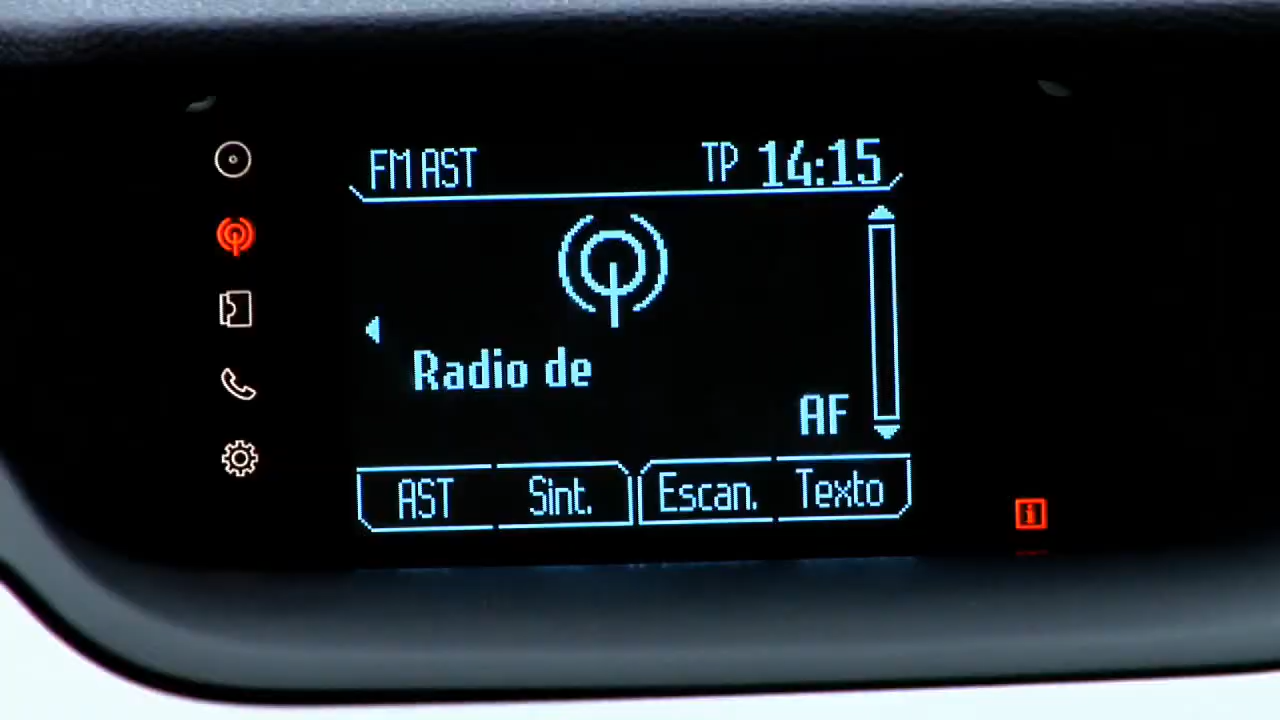 FM AST TP 14:15
Radio de
AF
AST Sint. Escan. Texto
i